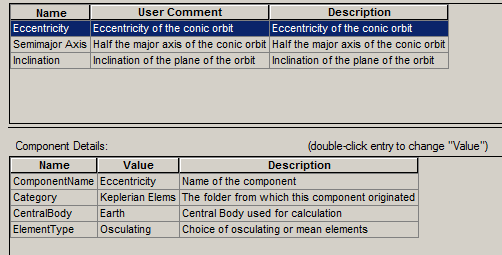 Name User Comment Description
Eccentricity Eccentricity of the conic orbit Eccentricity of the conic orbit
Semimajor Axis Half the major axis of the conic orbit Half the major axis of the conic orbit
Inclination Inclination of the plane of the orbit Inclination of the plane of the orbit
Component Details: (double-click entry to change "Value")
Name Value Description
ComponentName Eccentricity Name of the component
Category Keplerian Elems The folder from which this component originated
CentralBody Earth Central Body used for calculation
ElementType Osculating Choice of osculating or mean elements